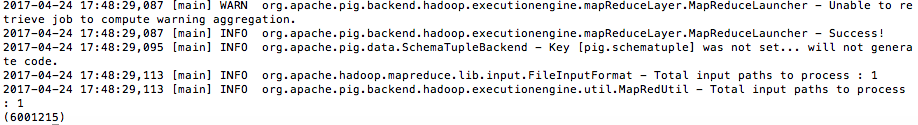 2017-04-24 17:48:29,087 [main] WARN  org.apache.pig.backend.hadoop.executionengine.mapReduceLayer.MapReduceLauncher - Unable to re
trieve job to compute warning aggregation.
2017-04-24 17:48:29,087 [main] INFO  org.apache.pig.backend.hadoop.executionengine.mapReduceLayer.MapReduceLauncher - Success!
2017-04-24 17:48:29,095 [main] INFO  org.apache.pig.data.SchemaTupleBackend - Key [pig.schematuple] was not set... will not genera
te code.
2017-04-24 17:48:29,113 [main] INFO  org.apache.hadoop.mapreduce.lib.input.FileInputFormat - Total input paths to process : 1
2017-04-24 17:48:29,113 [main] INFO  org.apache.pig.backend.hadoop.executionengine.util.MapRedUtil - Total input paths to process
: 1
(6001215)